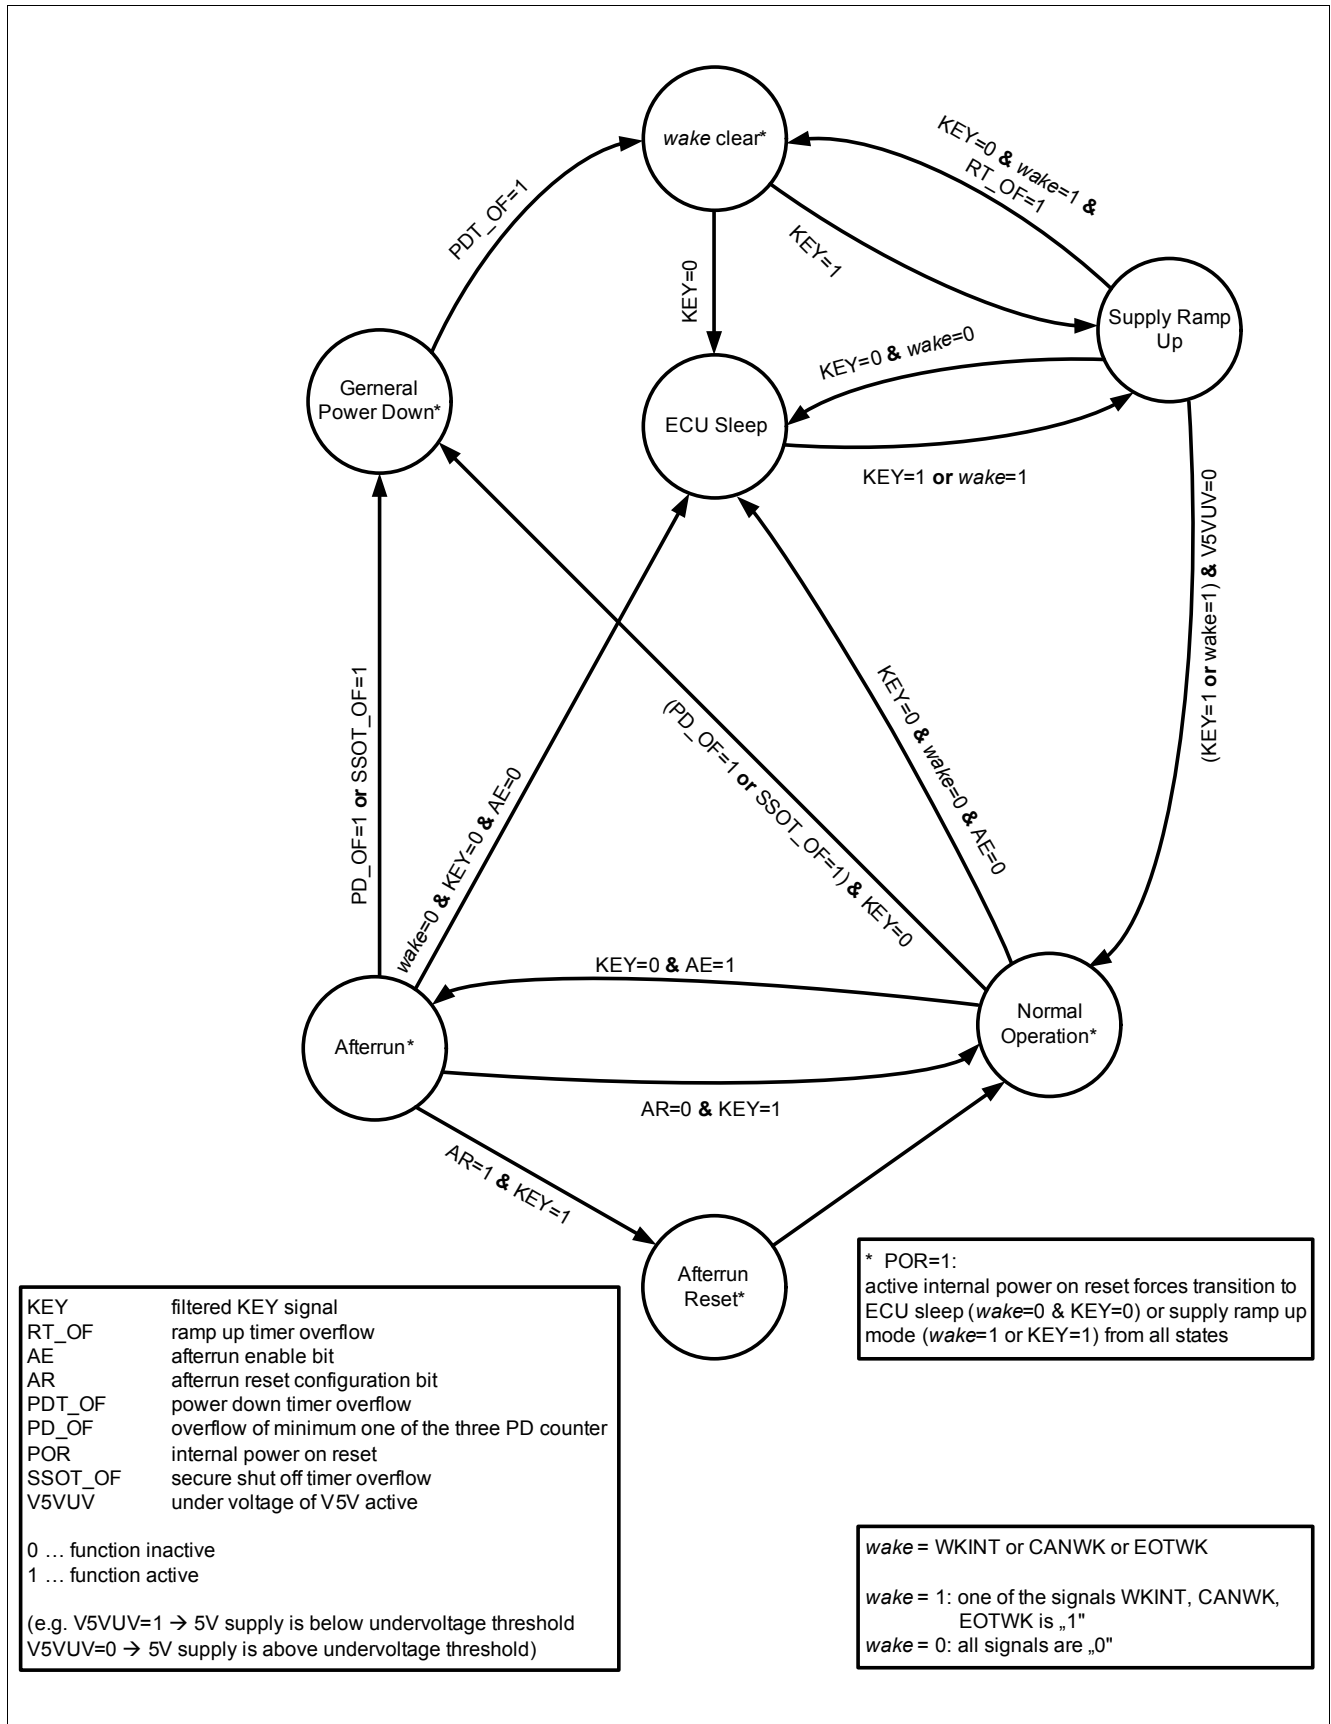 wake clear*
KEY=0 & wake=1 &
RT_OF=1
PDT_OF=1
KEY=1
KEY=0
Supply Ramp
Up
KEY=0 & wake=0
Gerneral
Power Down*
ECU Sleep
KEY=1 or wake=1
(KEY=1 or wake=1) & V5VUV=0
PD_OF=1 or SSOT_OF=1
wake=0 & KEY=0 & AE=0
(PD_OF=1 or SSOT_OF=1) & KEY=0
KEY=0 & wake=0 & AE=0
KEY=0 & AE=1
Normal
Operation*
Afterrun*
AR=0 & KEY=1
AR=1 & KEY=1
Afterrun
Reset*
* POR=1:
active internal power on reset forces transition to
ECU sleep (wake=0 & KEY=0) or supply ramp up
mode (wake=1 or KEY=1) from all states
KEY filtered KEY signal
RT_OF ramp up timer overflow
AE afterrun enable bit
AR afterrun reset configuration bit
PDT_OF power down timer overflow
PD_OF overflow of minimum one of the three PD counter
POR internal power on reset
SSOT_OF secure shut off timer overflow
V5VUV under voltage of V5V active
0 … function inactive
1 … function active
(e.g. V5VUV=1 → 5V supply is below undervoltage threshold
V5VUV=0 → 5V supply is above undervoltage threshold)
wake = WKINT or CANWK or EOTWK
wake = 1: one of the signals WKINT, CANWK,
EOTWK is „1"
wake = 0: all signals are „0"